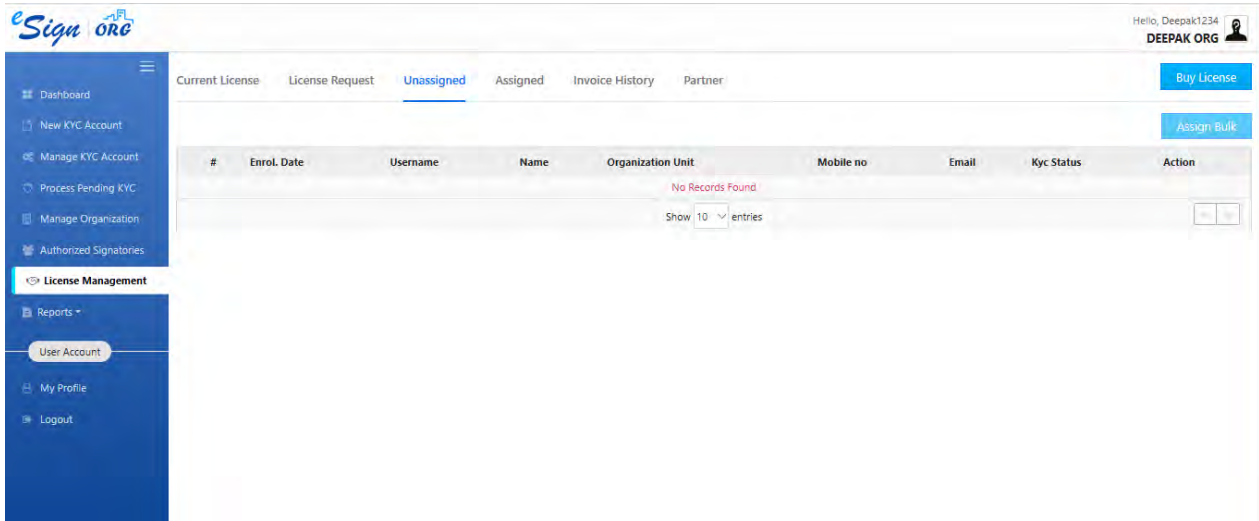 eSign ORG
Hello, Deepak1234
DEEPAK ORG
Current License License Request Unassigned Assigned Invoice History Partner Buy License
Assign Bulk
Dashboard
New KYC Account
Manage KYC Account
Process Pending KYC
Manage Organization
Authorized Signatories
License Management
Reports
User Account
My Profile
Logout
# Enrol. Date Username Name Organization Unit Mobile no Email Kyc Status Action
No Records Found
Show 10 entries